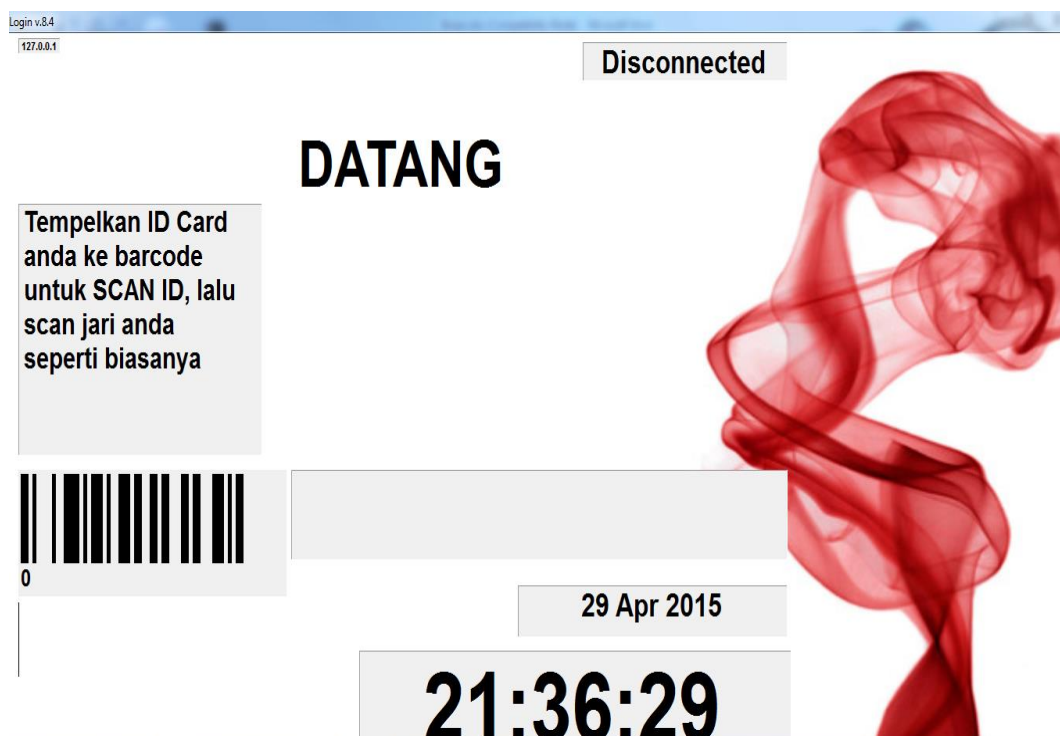 Login v.8.4
127.0.0.1
Disconnected
DATANG
Tempelkan ID Card
anda ke barcode
untuk SCAN ID, lalu
scan jari anda
seperti biasanya
0
29 Apr 2015
21:36:29